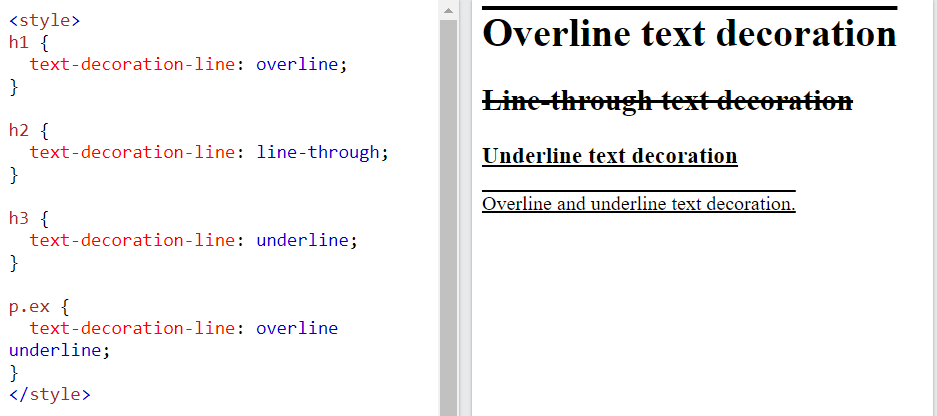 <style>
h1 {
  text-decoration-line: overline;
}

h2 {
  text-decoration-line: line-through;
}

h3 {
  text-decoration-line: underline;
}

p.ex {
  text-decoration-line: overline
underline;
}
</style>
Overline text decoration
Line-through text decoration
Underline text decoration
Overline and underline text decoration.